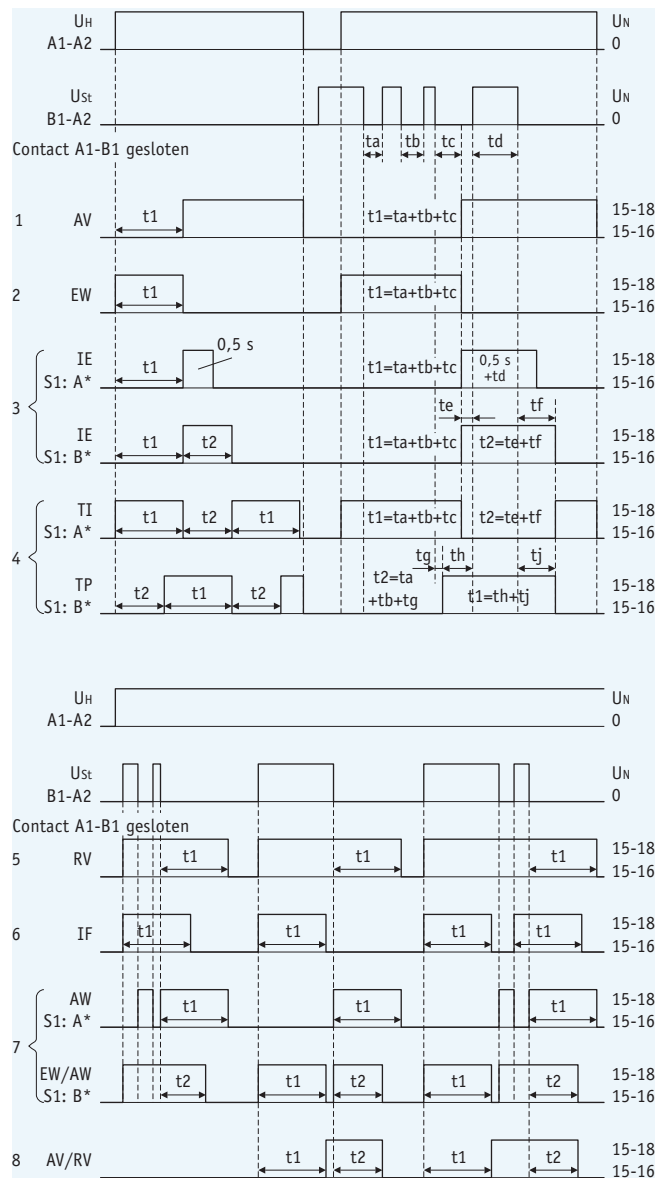 UH UN
A1-A2 0
USt UN
B1-A2 0
ta tb tc td
Contact A1-B1 gesloten
1 AV t1 t1=ta+tb+tc 15-18
15-16
2 EW t1 t1=ta+tb+tc 15-18
15-16
3
IE 0,5 s t1=ta+tb+tc 0,5 s 15-18
S1: A* t1 +td 15-16
te tf
IE t1 t2 t1=ta+tb+tc t2=te+tf 15-18
S1: B* 15-16
4
TI t1 t2 t1 t1=ta+tb+tc t2=te+tf 15-18
S1: A* 15-16
tg th tj
TP t2 t1 t2 t2=ta 15-18
S1: B* +tb+tg t1=th+tj 15-16
UH UN
A1-A2 0
USt UN
B1-A2 0
Contact A1-B1 gesloten
5 RV t1 t1 t1 15-18
15-16
6 IF t1 t1 t1 t1 15-18
15-16
7
AW t1 t1 t1 15-18
S1: A* 15-16
EW/AW t2 t1 t2 t1 t2 15-18
S1: B* 15-16
8 AV/RV t1 t2 t1 t2 15-18
15-16